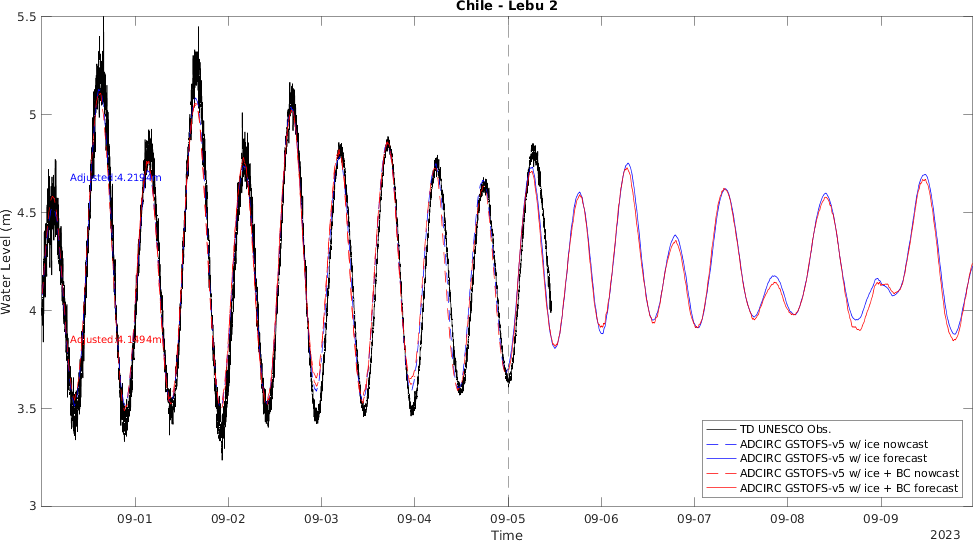 Chile - Lebu 2
5.5
5
4.5
4
3.5
3
Water Level (m)
Adjusted:4.2194m
Adjusted:4.1494m
TD UNESCO Obs.
ADCIRC GSTOFS-v5 w/ ice nowcast
ADCIRC GSTOFS-v5 w/ ice forecast
ADCIRC GSTOFS-v5 w/ ice + BC nowcast
ADCIRC GSTOFS-v5 w/ ice + BC forecast
09-01 09-02 09-03 09-04 09-05 09-06 09-07 09-08 09-09
Time
2023